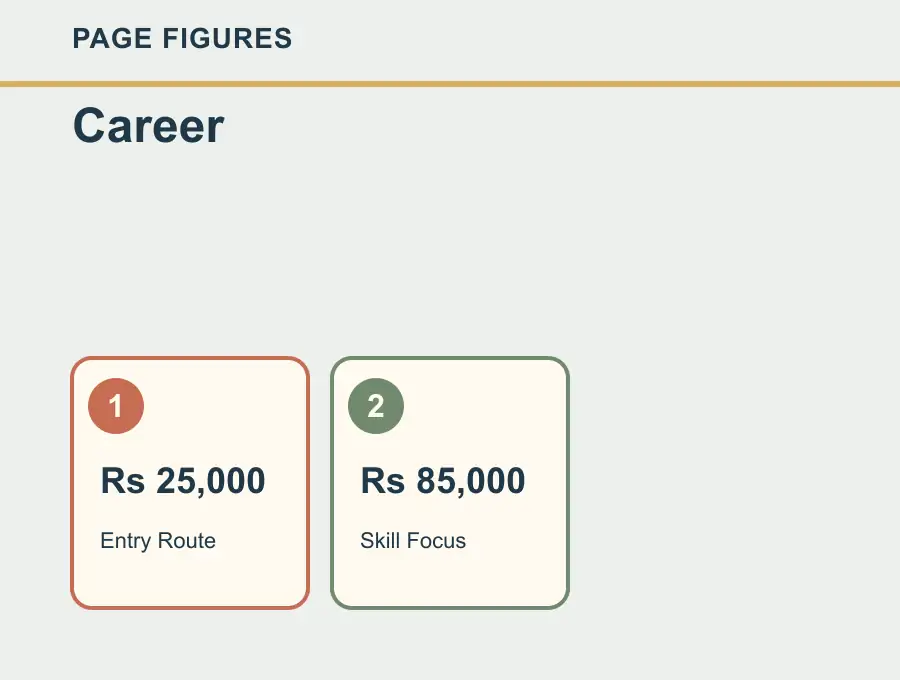 PAGE FIGURES
Career
1
Rs 25,000
Entry Route
2
Rs 85,000
Skill Focus